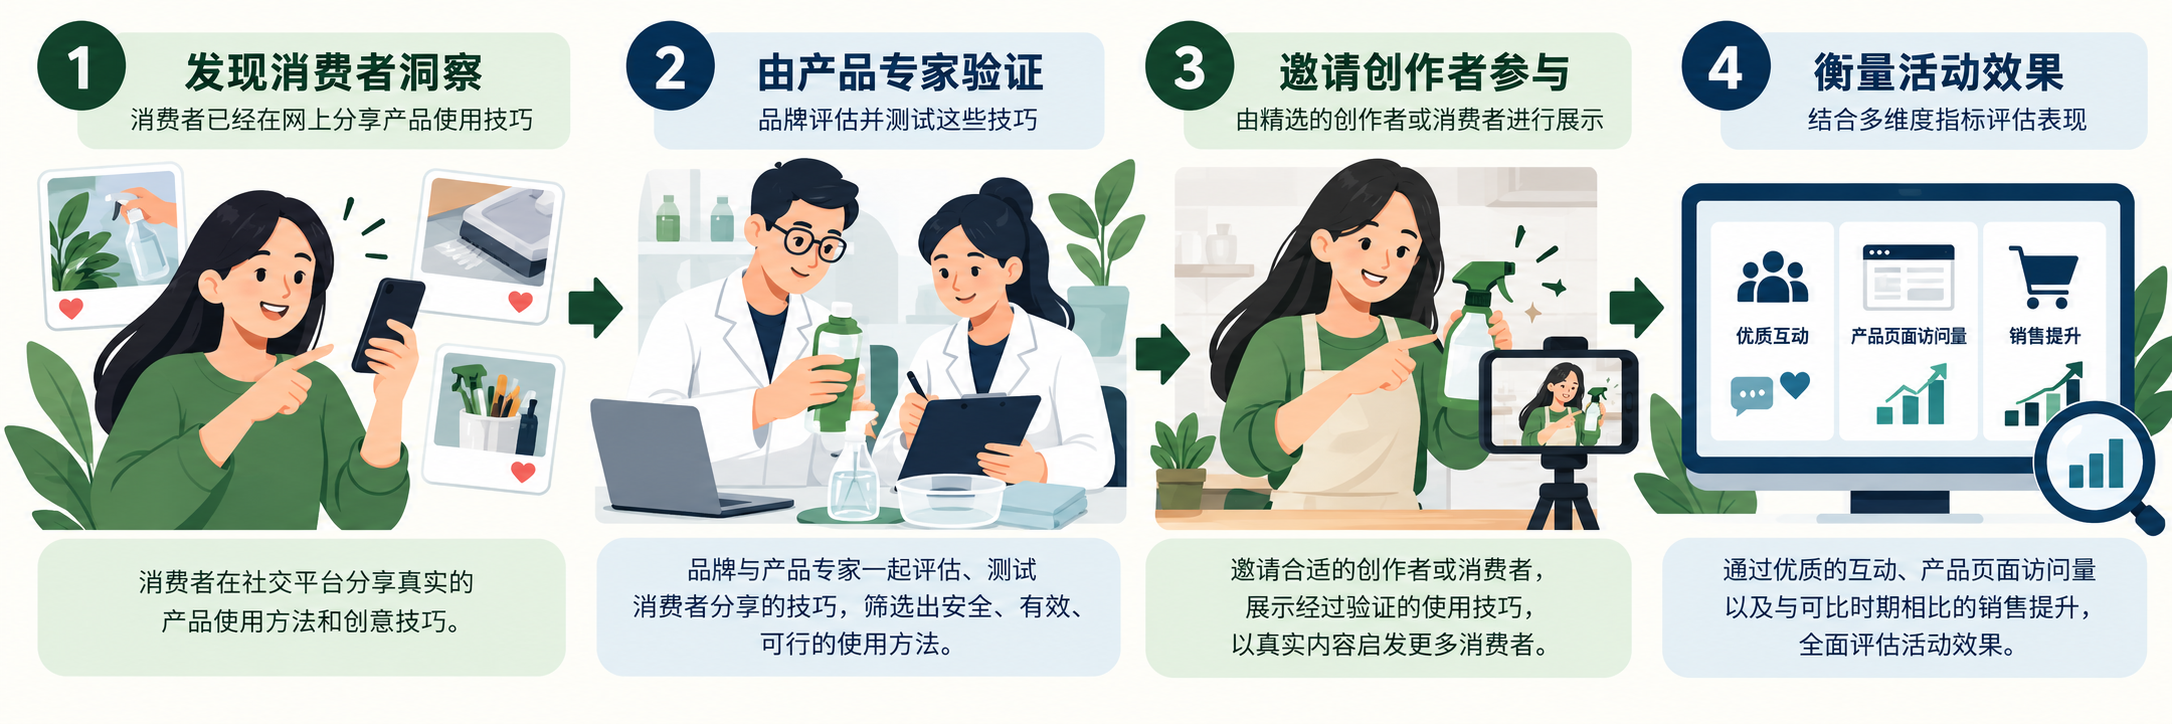 1
发现消费者洞察
消费者已经在网上分享产品使用技巧
消费者在社交平台分享真实的
产品使用方法和创意技巧。
2
由产品专家验证
品牌评估并测试这些技巧
品牌与产品专家一起评估、测试
消费者分享的技巧，筛选出安全、有效、
可行的使用方法。
3
邀请创作者参与
由精选的创作者或消费者进行展示
邀请合适的创作者或消费者，
展示经过验证的使用技巧，
以真实内容启发更多消费者。
4
衡量活动效果
结合多维度指标评估表现
优质互动
产品页面访问量
销售提升
通过优质的互动、产品页面访问量
以及与可比时期相比的销售提升，
全面评估活动效果。